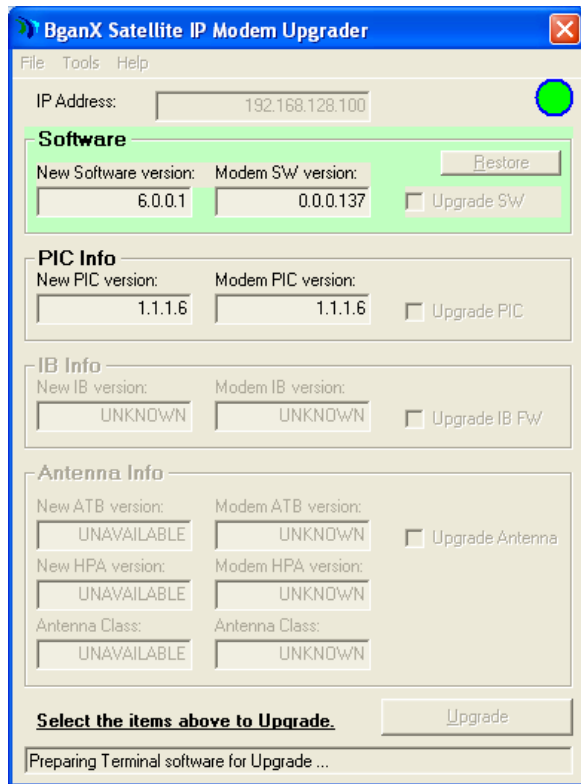 BganX Satellite IP Modem Upgrader
File Tools Help
IP Address: 192.168.128.100
Software
Restore
New Software version: Modem SW version:
6.0.0.1 0.0.0.137 Upgrade SW
PIC Info
New PIC version: Modem PIC version:
1.1.1.6 1.1.1.6 Upgrade PIC
IB Info
New IB version: Modem IB version:
UNKNOWN UNKNOWN Upgrade IB FW
Antenna Info
New ATB version: Modem ATB version:
UNAVAILABLE UNKNOWN Upgrade Antenna
New HPA version: Modem HPA version:
UNAVAILABLE UNKNOWN
Antenna Class: Antenna Class:
UNAVAILABLE UNKNOWN
Select the items above to Upgrade. Upgrade
Preparing Terminal software for Upgrade ...